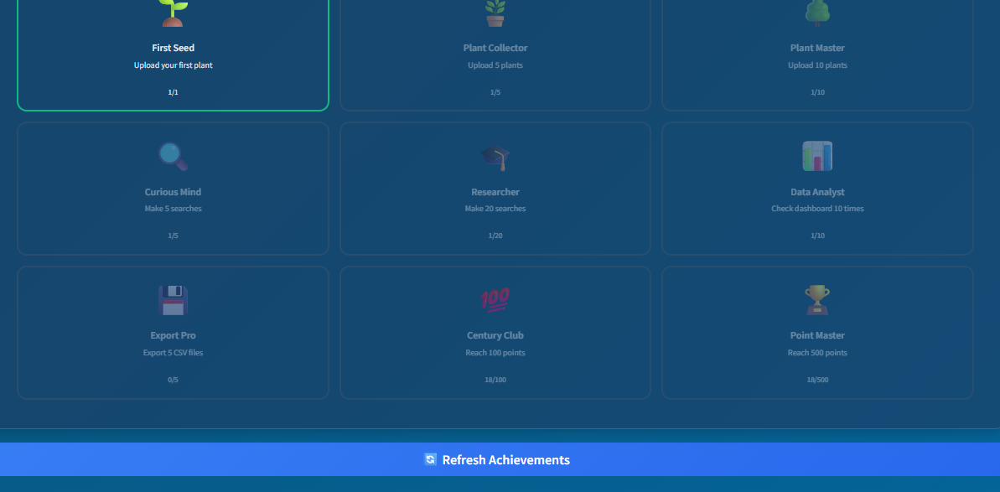 First Seed
Upload your first plant
1/1
Plant Collector
Upload 5 plants
1/5
Plant Master
Upload 10 plants
1/10
Curious Mind
Make 5 searches
1/5
Researcher
Make 20 searches
1/20
Data Analyst
Check dashboard 10 times
1/10
Export Pro
Export 5 CSV files
0/5
100
Century Club
Reach 100 points
18/100
Point Master
Reach 500 points
18/500
Refresh Achievements